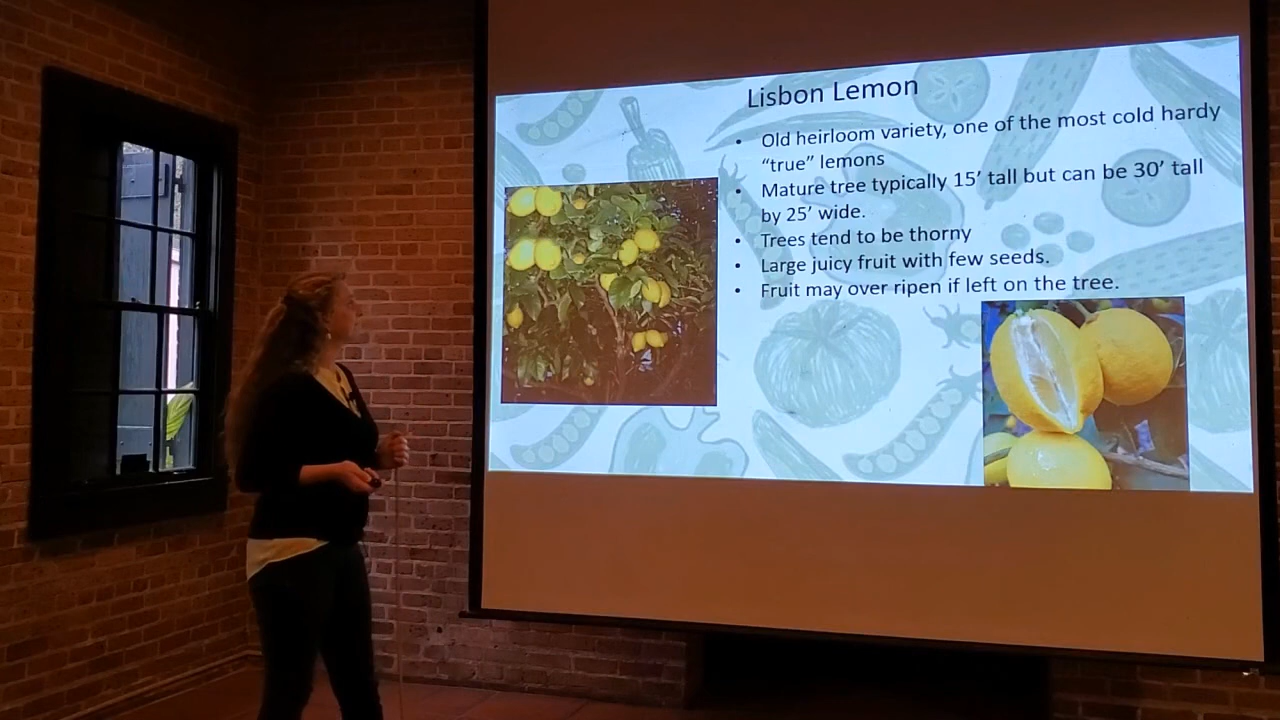 Lisbon Lemon
• Old heirloom variety, one of the most cold hardy
“true” lemons
• Mature tree typically 15’ tall but can be 30’ tall
by 25’ wide.
• Trees tend to be thorny
• Large juicy fruit with few seeds.
• Fruit may over ripen if left on the tree.